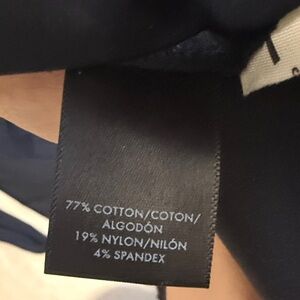 77% COTTON/COTON/
ALGODÓN
19% NYLON/NILÓN
4% SPANDEX